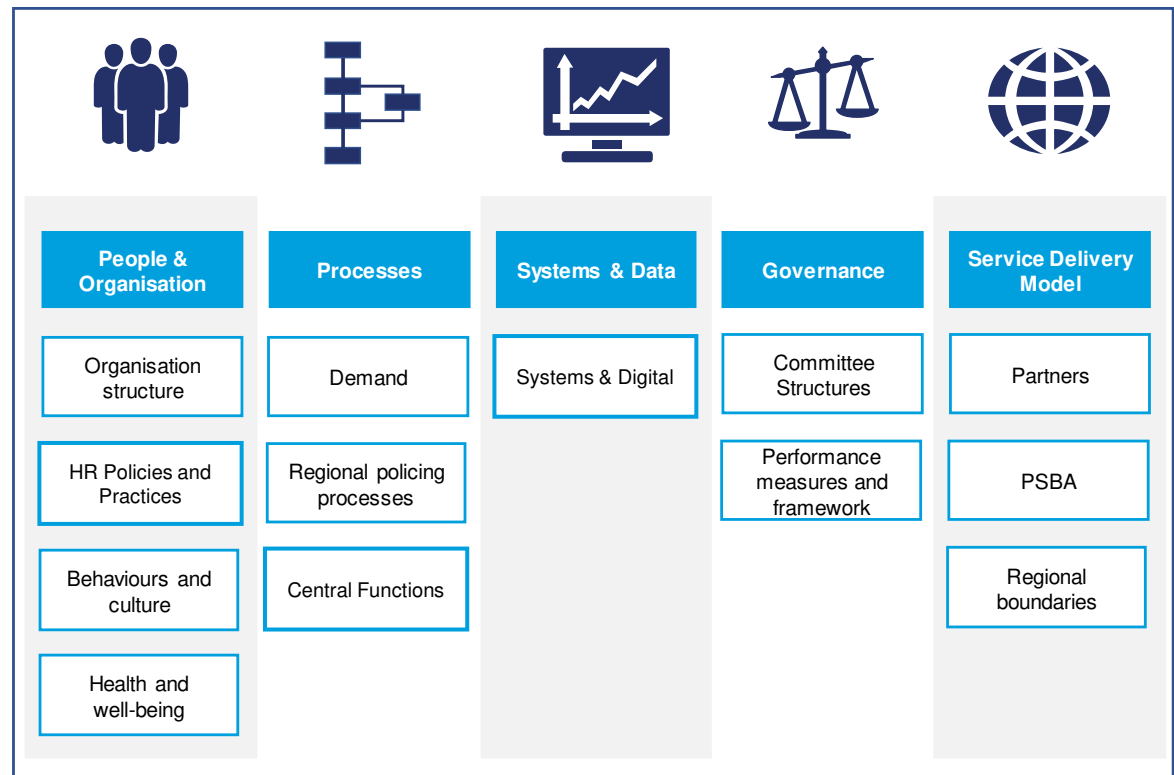 People &
Organisation
Processes
Systems & Data
Governance
Service Delivery
Model
Organisation
structure
Demand
Systems & Digital
Committee
Structures
Partners
HR Policies and
Practices
Regional policing
processes
Performance
measures and
framework
PSBA
Behaviours and
culture
Central Functions
Regional
boundaries
Health and
well-being